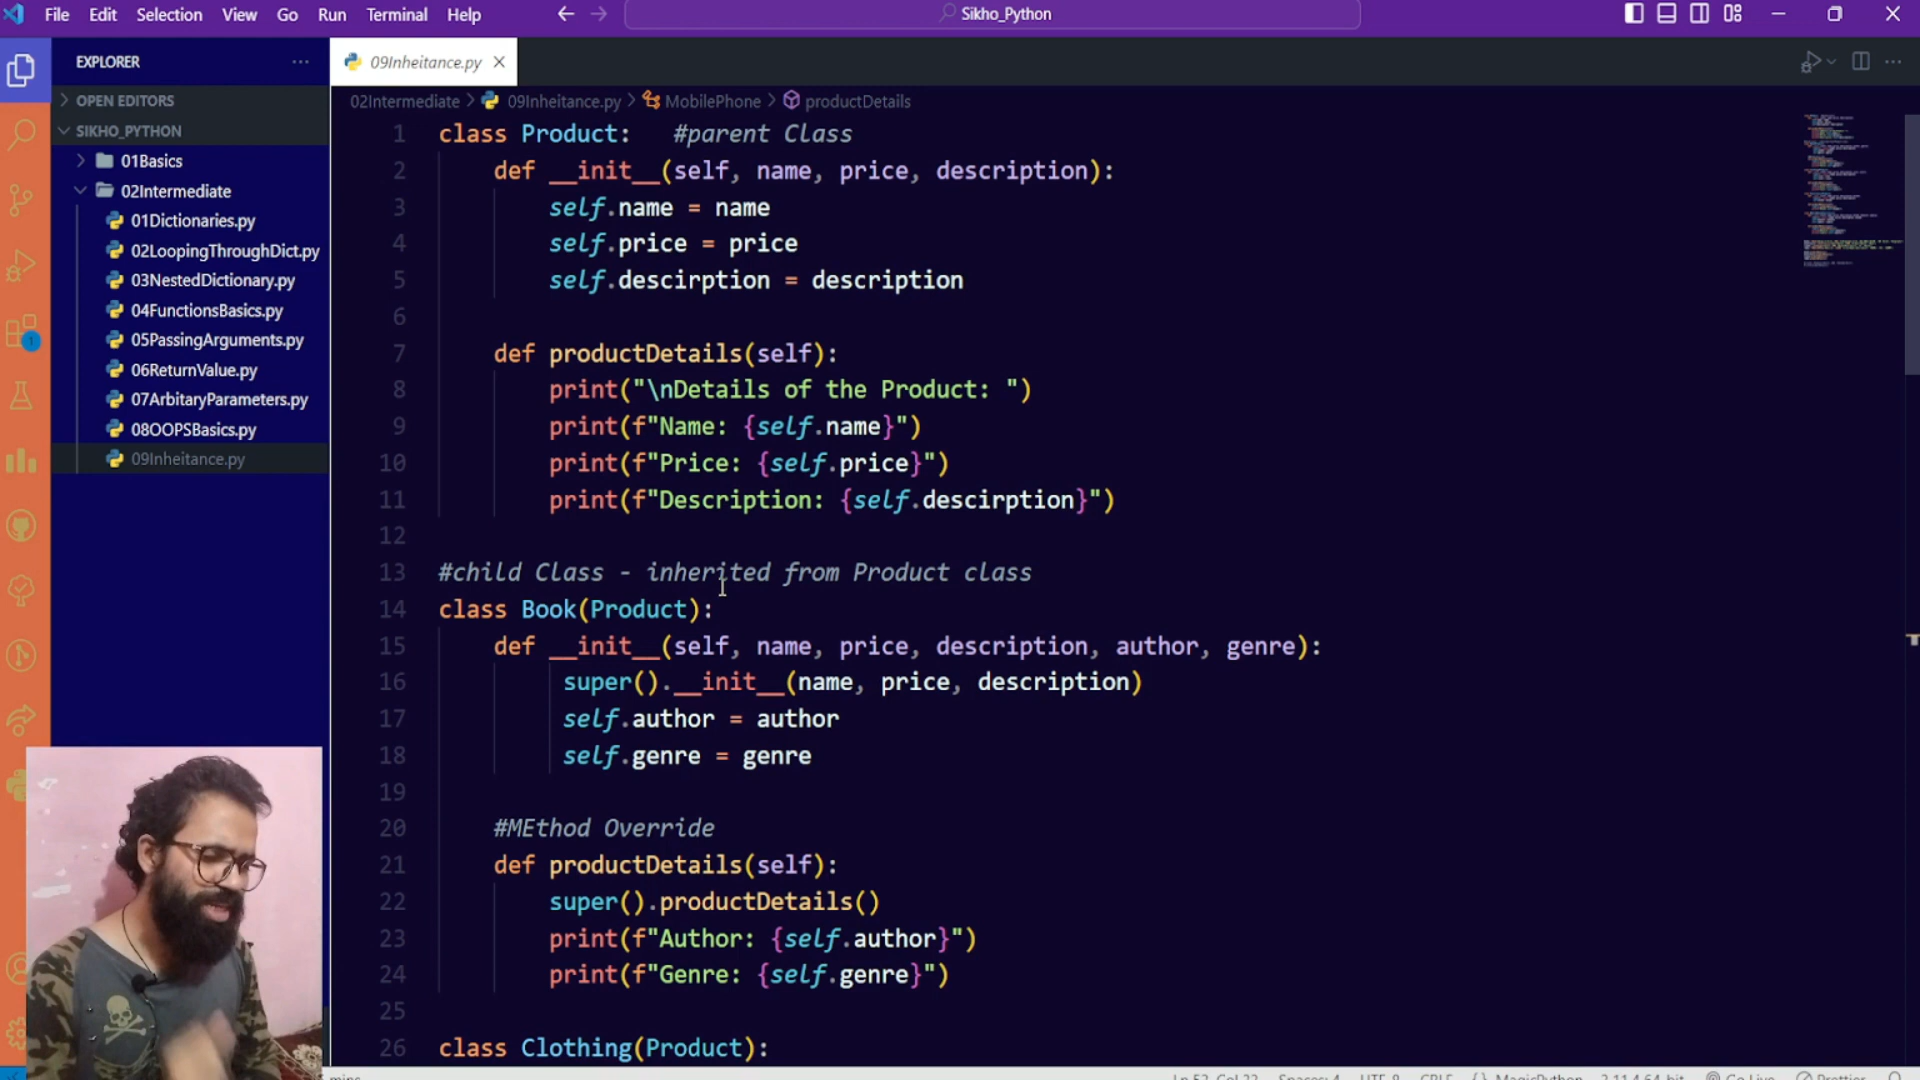 File Edit Selection View Go Run Terminal Help
Sikho_Python
EXPLORER
OPEN EDITORS
SIKHO_PYTHON
01Basics
02Intermediate
01Dictionaries.py
02LoopingThroughDict.py
03NestedDictionary.py
04FunctionsBasics.py
05PassingArguments.py
06ReturnValue.py
07ArbitaryParameters.py
08OOPSBasics.py
09Inheitance.py
1
09Inheitance.py
02Intermediate > 09Inheitance.py > MobilePhone > productDetails
1 class Product: #parent Class
2 def __init__(self, name, price, description):
3 self.name = name
4 self.price = price
5 self.descirption = description
6
7 def productDetails(self):
8 print("\nDetails of the Product: ")
9 print(f"Name: {self.name}")
10 print(f"Price: {self.price}")
11 print(f"Description: {self.descirption}")
12
13 #child Class - inherited from Product class
14 class Book(Product):
15 def __init__(self, name, price, description, author, genre):
16 super().__init__(name, price, description)
17 self.author = author
18 self.genre = genre
19
20 #MEthod Override
21 def productDetails(self):
22 super().productDetails()
23 print(f"Author: {self.author}")
24 print(f"Genre: {self.genre}")
25
26 class Clothing(Product):